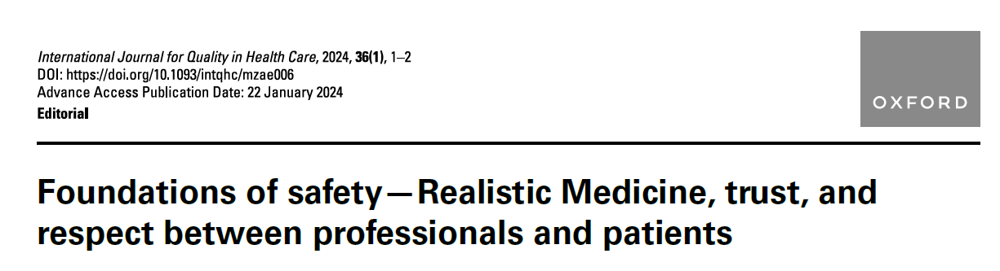 International Journal for Quality in Health Care, 2024, 36(1), 1–2
DOI: https://doi.org/10.1093/intqhc/mzae006
Advance Access Publication Date: 22 January 2024
Editorial
OXFORD
Foundations of safety—Realistic Medicine, trust, and
respect between professionals and patients